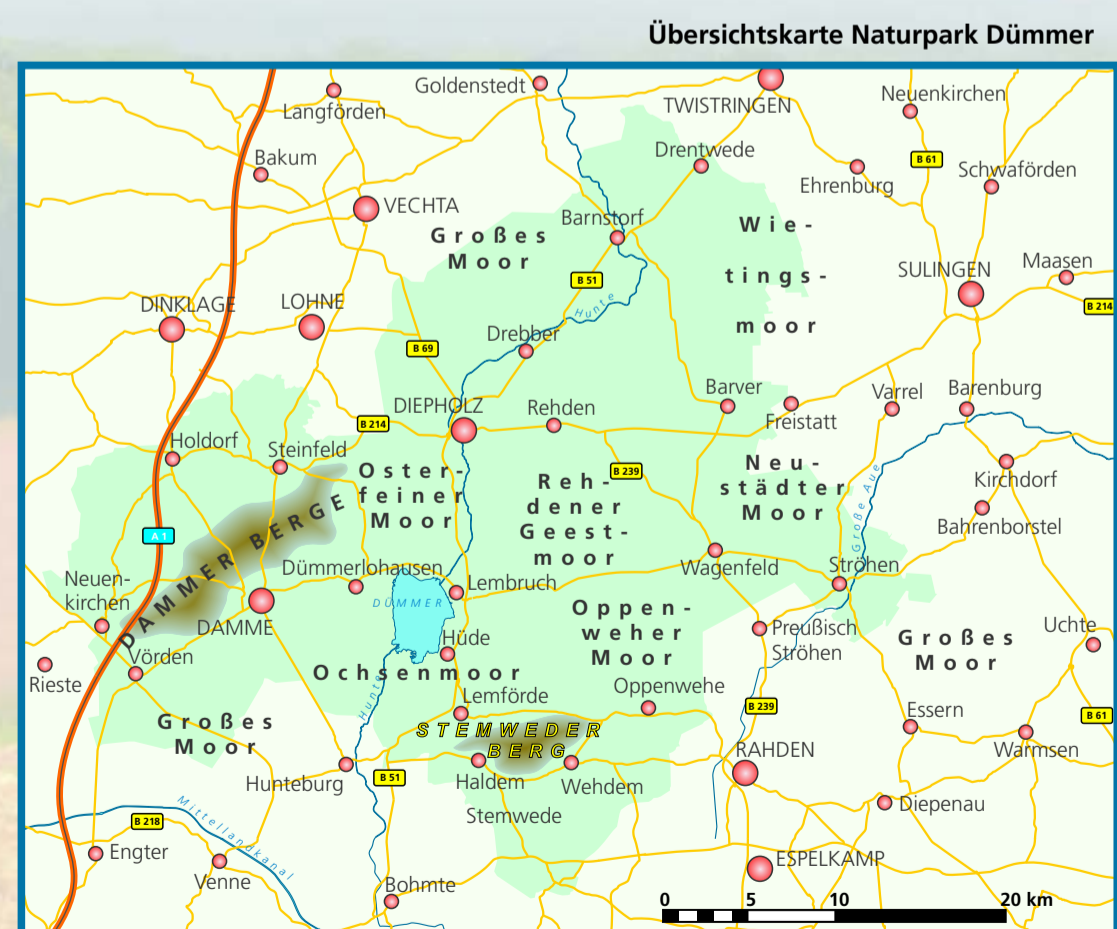 Übersichtskarte Naturpark Dümmer
Goldenstedt
TWISTRINGEN
Neuenkirchen
Langförden
Drentwede
B 61
Bakum
Ehrenburg
Schwaförden
VECHTA
Barnstorf
Großes
Moor
Wie-
tings-
moor
SULINGEN
Maasen
B 51
Hunte
B 214
DINKLAGE
LOHNE
Drebber
B 69
Barver
Varrel
Barenburg
DIEPHOLZ
Rehden
Freistatt
B 214
Holdorf
Steinfeld
Oster-
feiner
Moor
B 239
Reh-
dener
Geest-
moor
Neu-
städter
Moor
Große Aue
Kirchdorf
Bahrenborstel
A 1
DAMMER BERGE
Dümmerlohausen
Lembruch
Wagenfeld
Ströhen
Neuen-
kirchen
DÜMMER
DAMME
Oppen-
weher
Moor
Preußisch
Ströhen
Großes
Moor
Uchte
Hüde
Vörden
Rieste
Ochsenmoor
Hunte
Lemförde
Oppenwehe
B 239
Essern
B 61
Großes
Moor
STEMWEDER
BERG
RAHDEN
Warmsen
Hunteburg
B 51
Haldem
Wehdem
Stemwede
Diepenau
Mittellandkanal
B 218
Engter
Venne
ESPELKAMP
Bohmte
0 5 10 20 km